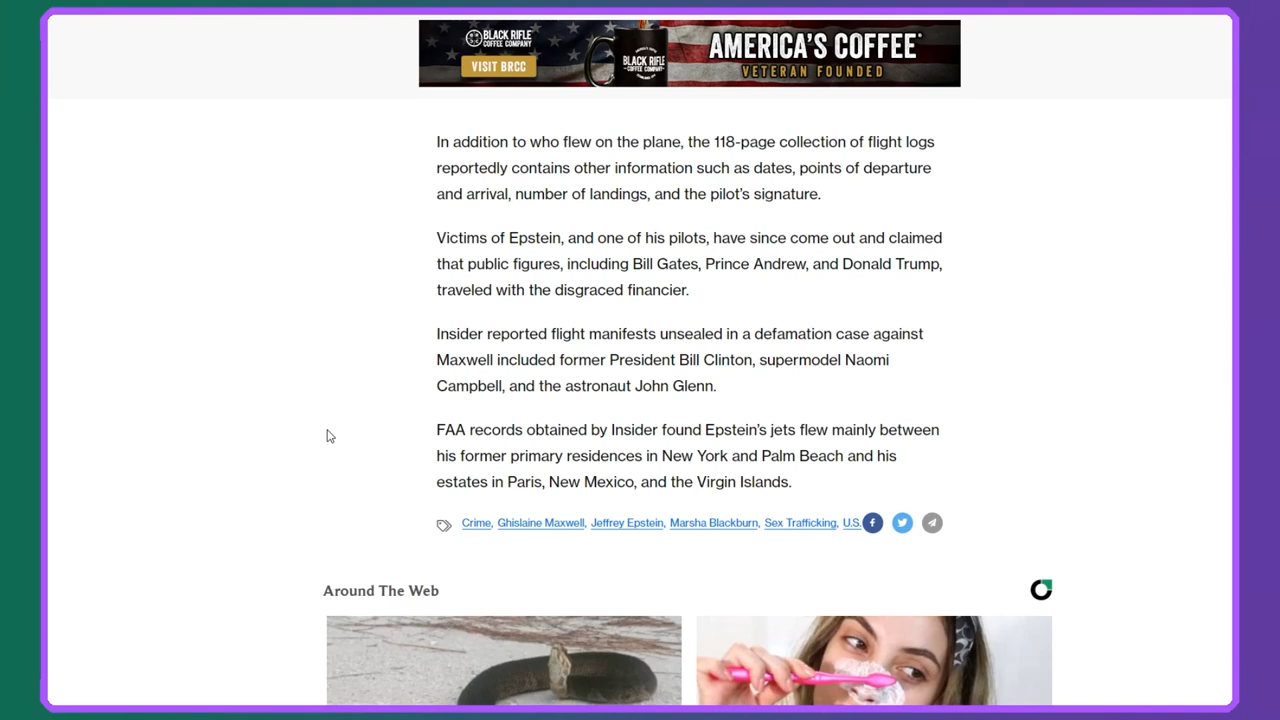 BLACK RIFLE
COFFEE COMPANY
VISIT BRCC
BLACK RIFLE
COFFEE COMPANY
AMERICA'S COFFEE
VETERAN FOUNDED
In addition to who flew on the plane, the 118-page collection of flight logs
reportedly contains other information such as dates, points of departure
and arrival, number of landings, and the pilot's signature.
Victims of Epstein, and one of his pilots, have since come out and claimed
that public figures, including Bill Gates, Prince Andrew, and Donald Trump,
traveled with the disgraced financier.
Insider reported flight manifests unsealed in a defamation case against
Maxwell included former President Bill Clinton, supermodel Naomi
Campbell, and the astronaut John Glenn.
FAA records obtained by Insider found Epstein's jets flew mainly between
his former primary residences in New York and Palm Beach and his
estates in Paris, New Mexico, and the Virgin Islands.
Crime, Ghislaine Maxwell, Jeffrey Epstein, Marsha Blackburn, Sex Trafficking, U.S.
Around The Web